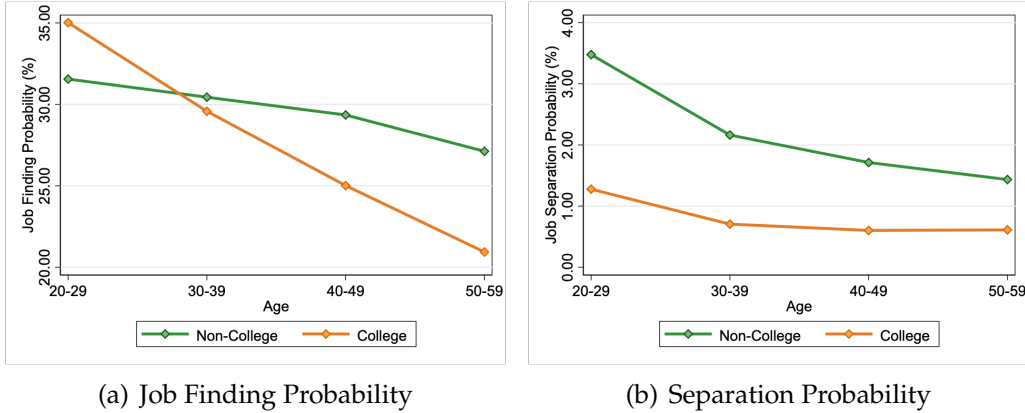 Job Finding Probability (%)
35.00
30.00
25.00
20.00
20-29
30-39
40-49
50-59
Age
Non-College
College
(a) Job Finding Probability
Job Separation Probability (%)
4.00
3.00
2.00
1.00
0.00
20-29
30-39
40-49
50-59
Age
Non-College
College
(b) Separation Probability